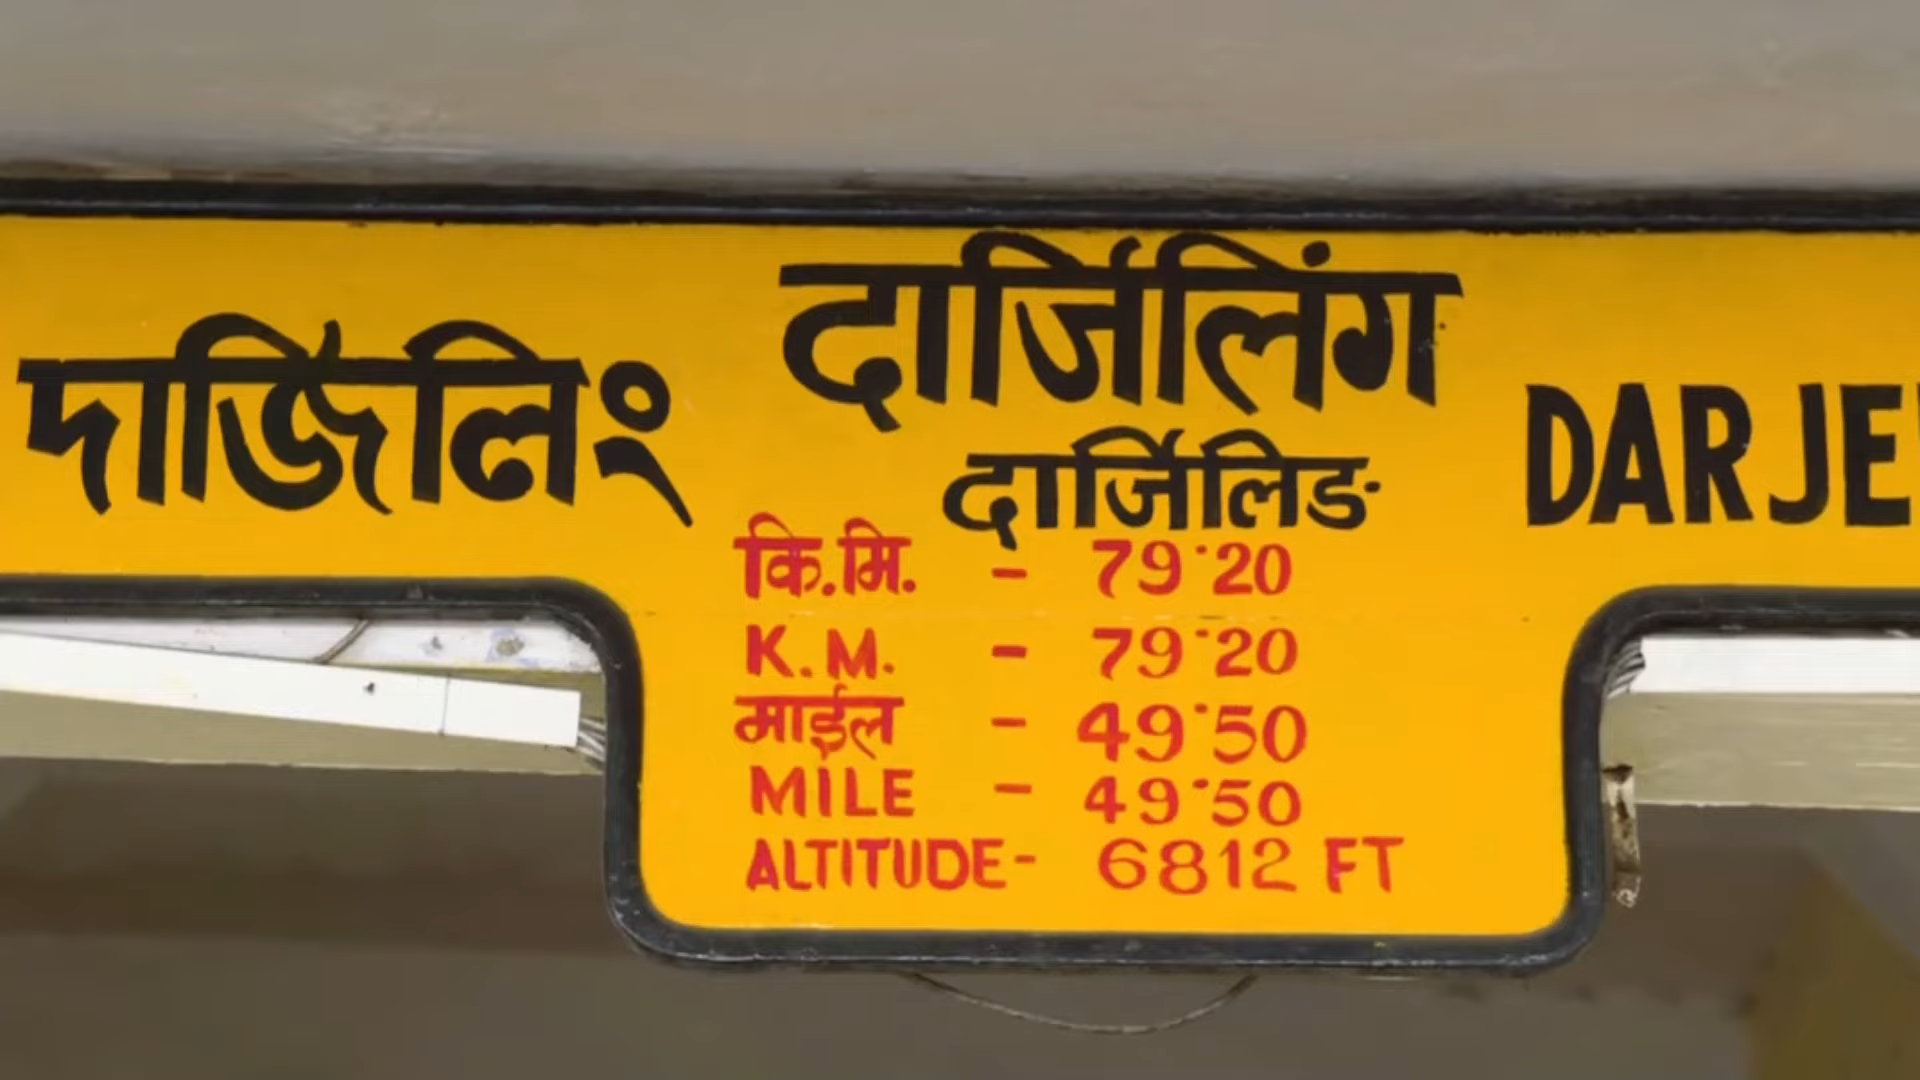 দার্জিলিং
दार्जिलिंग
दार्जिलिङ
DARJE
कि.मि. - 79·20
K.M. - 79·20
माईल - 49·50
MILE - 49·50
ALTITUDE - 6812 FT